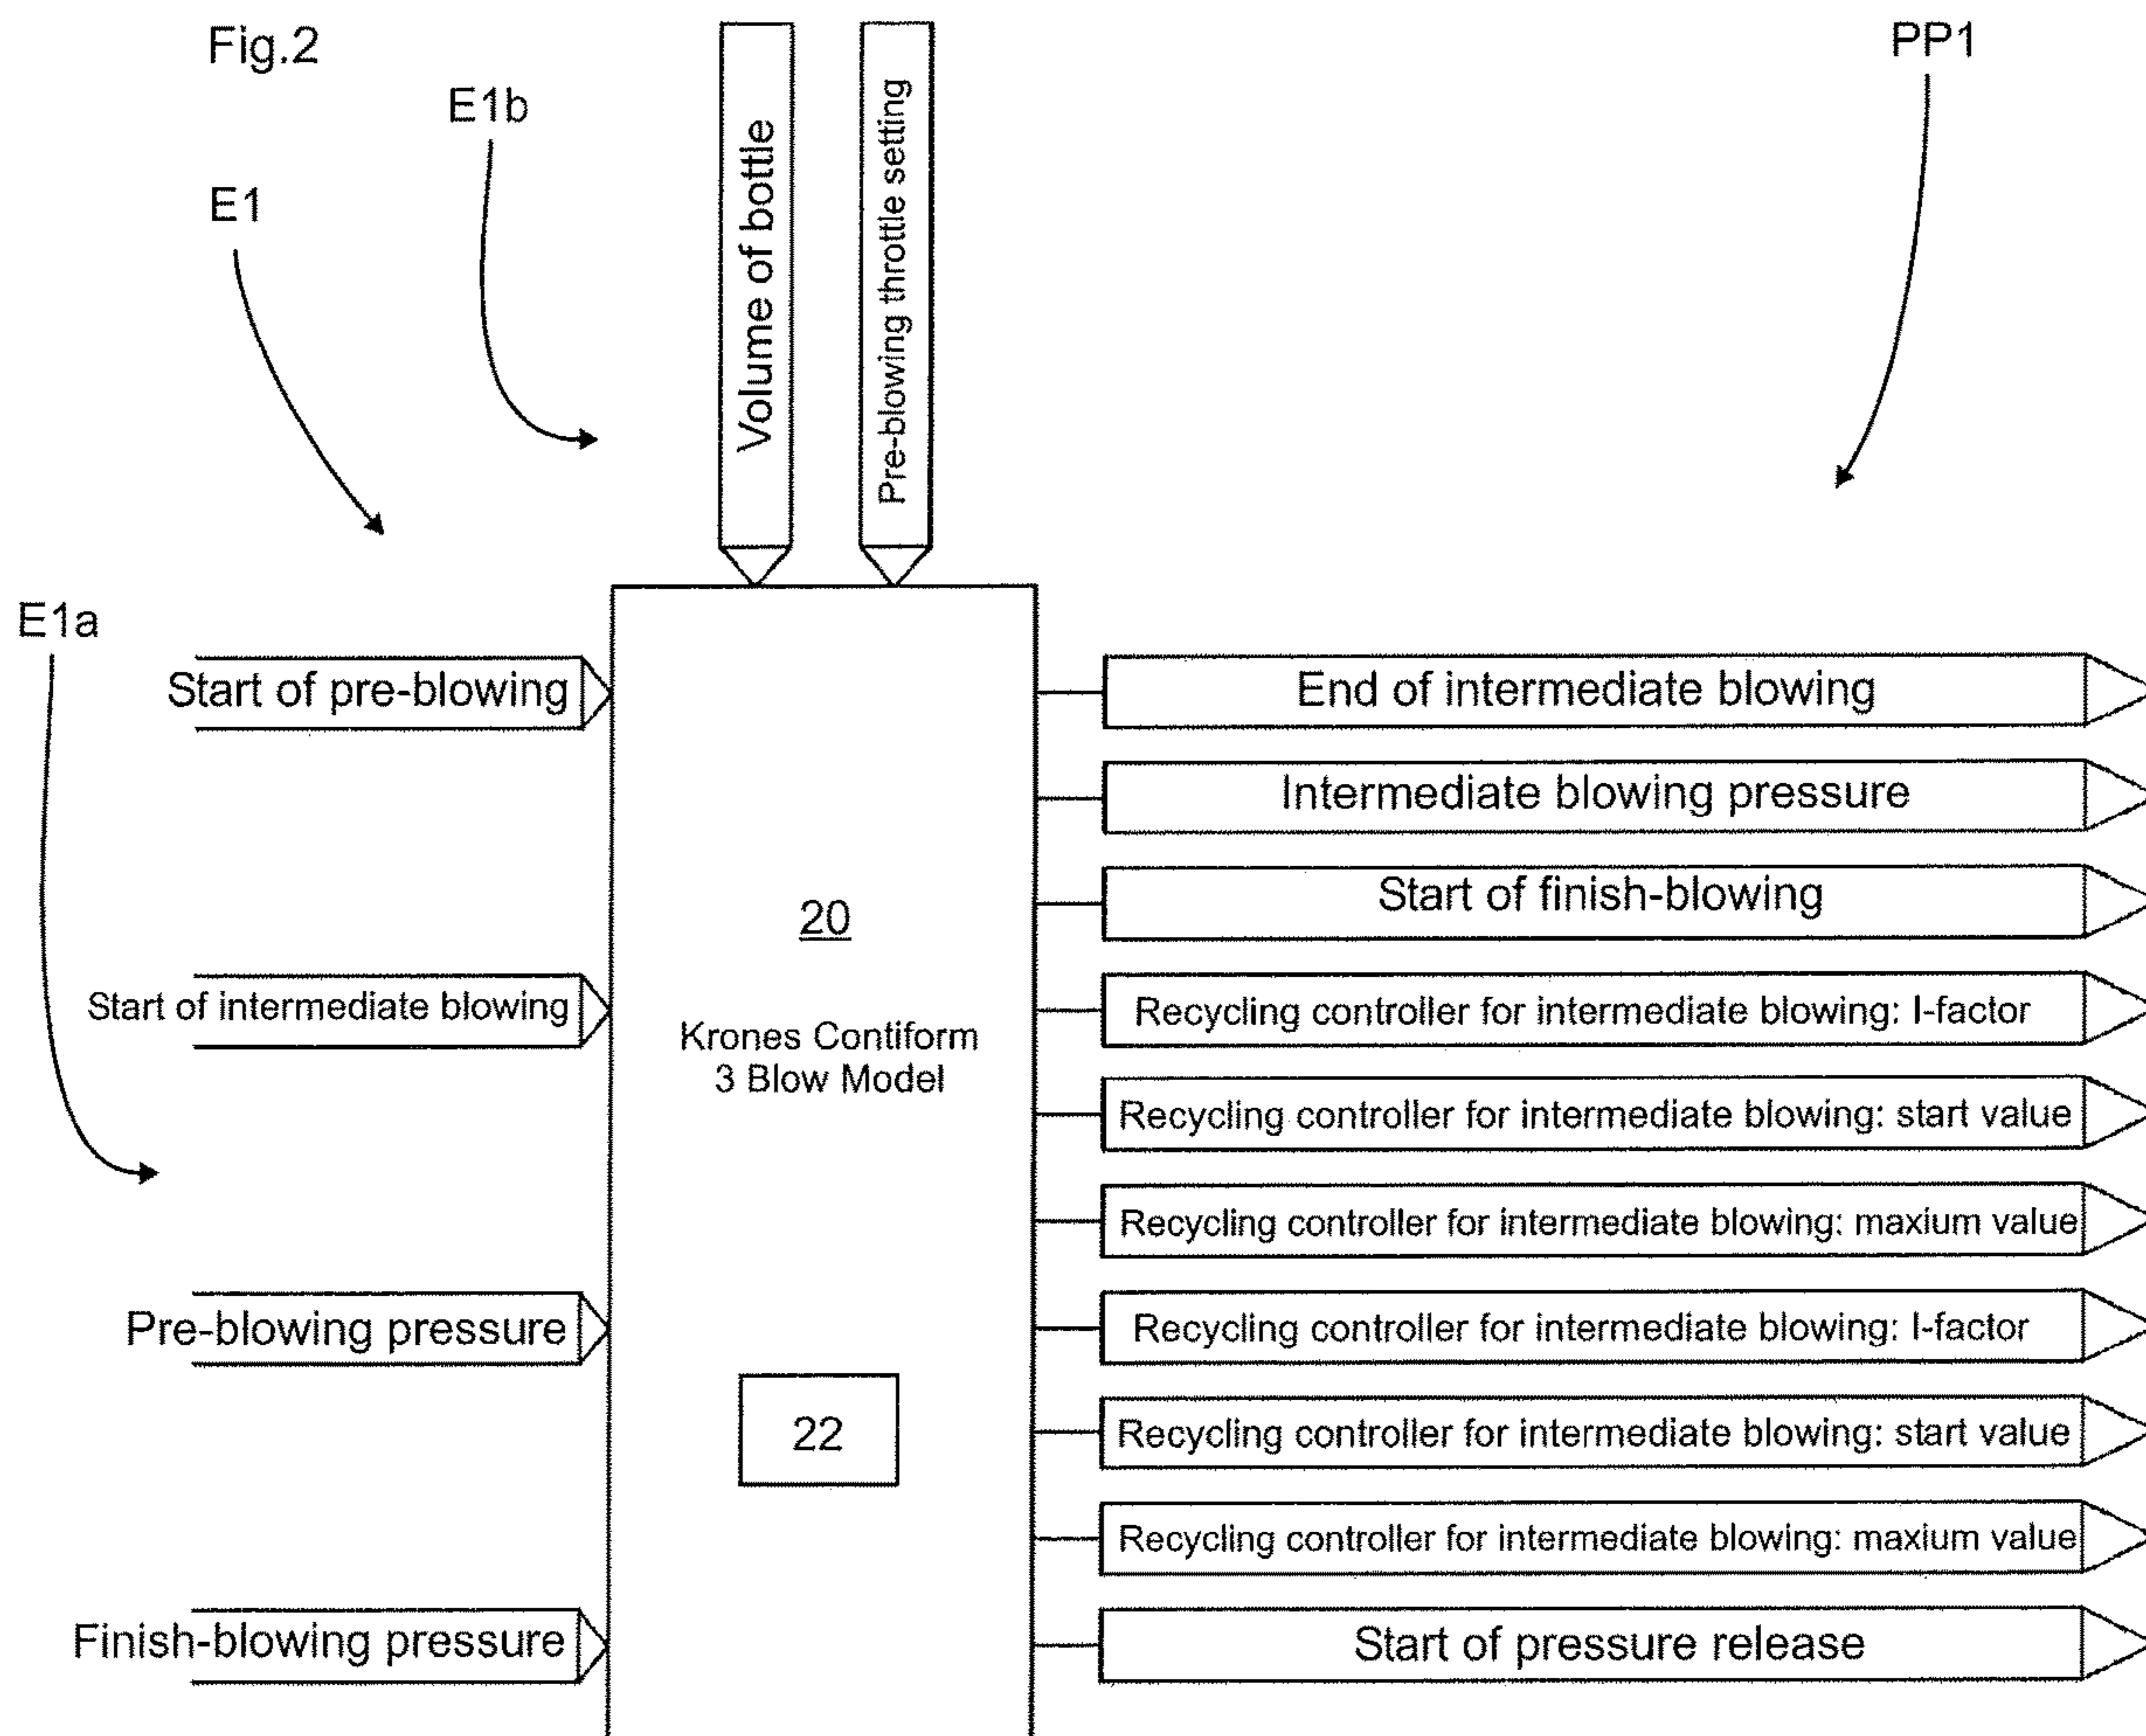 Fig.2
PP1
E1b
E1
E1a
Volume of bottle
Pre-blowing throttle setting
Start of pre-blowing
Start of intermediate blowing
Pre-blowing pressure
Finish-blowing pressure
20
Krones Contiform
3 Blow Model
22
End of intermediate blowing
Intermediate blowing pressure
Start of finish-blowing
Recycling controller for intermediate blowing: I-factor
Recycling controller for intermediate blowing: start value
Recycling controller for intermediate blowing: maxium value
Recycling controller for intermediate blowing: I-factor
Recycling controller for intermediate blowing: start value
Recycling controller for intermediate blowing: maxium value
Start of pressure release